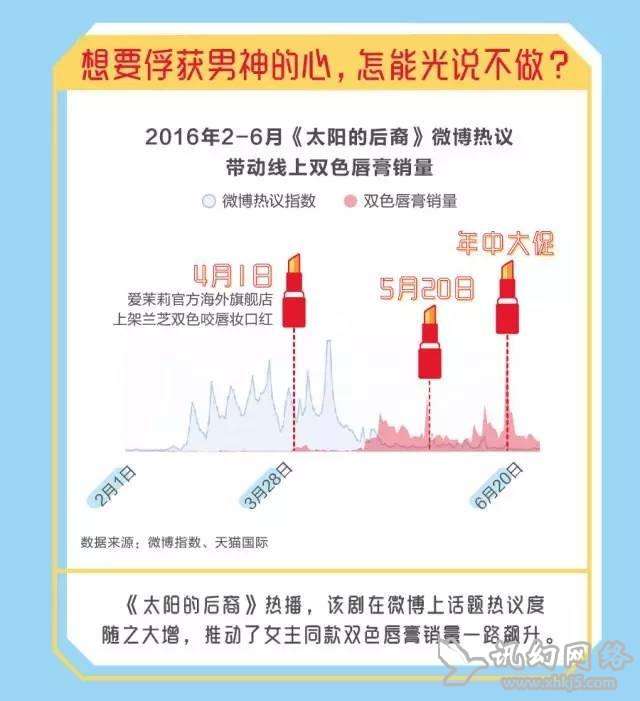 想要俘获男神的心，怎能光说不做？
2016年2-6月《太阳的后裔》微博热议
带动线上双色唇膏销量
微博热议指数
双色唇膏销量
年中大促
4月1日
5月20日
爱茉莉官方海外旗舰店
上架兰芝双色咬唇妆口红
2月1日
3月28日
6月20日
数据来源：微博指数、天猫国际
《太阳的后裔》热播，该剧在微博上话题热议度
随之大增，推动了女主同款双色唇膏销量一路飙升。
讯幻网络
www.xhkj5.com